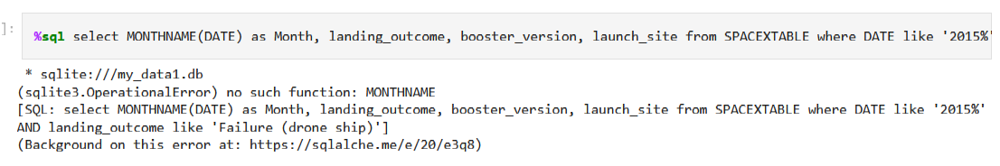 ]:
%sql select MONTHNAME(DATE) as Month, landing_outcome, booster_version, launch_site from SPACEXTABLE where DATE like '2015%'
* sqlite:///my_data1.db
(sqlite3.OperationalError) no such function: MONTHNAME
[SQL: select MONTHNAME(DATE) as Month, landing_outcome, booster_version, launch_site from SPACEXTABLE where DATE like '2015%'
AND landing_outcome like 'Failure (drone ship)']
(Background on this error at: https://sqlalche.me/e/20/e3q8)